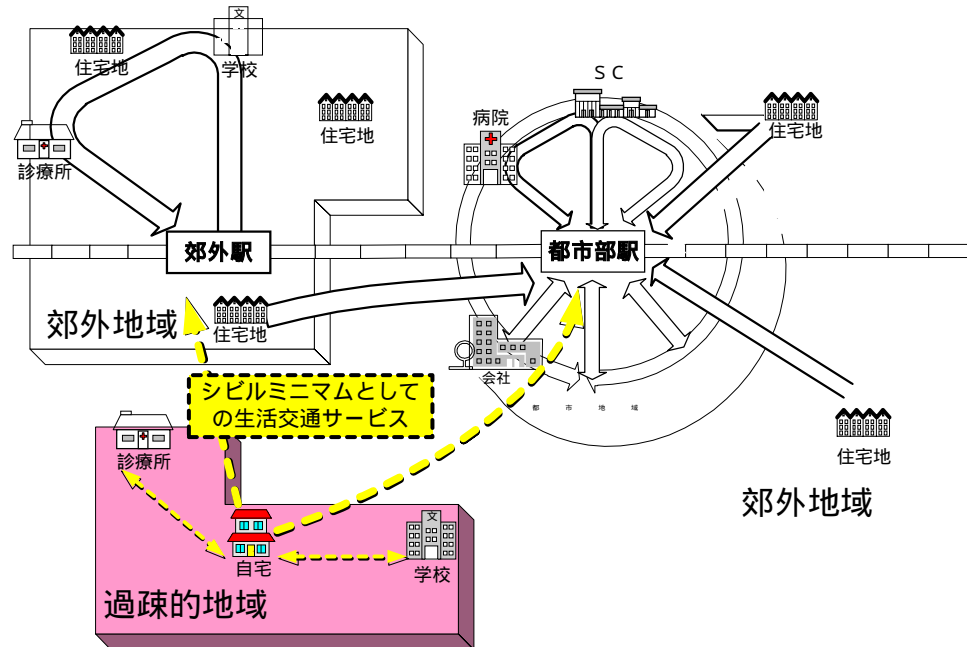 文
住宅地
学校
ＳＣ
住宅地
病院
住宅地
診療所
郊外駅
都市部駅
郊外地域
住宅地
会社
シビルミニマムとして
の生活交通サービス
都市地域
住宅地
診療所
郊外地域
文
自宅
学校
過疎的地域